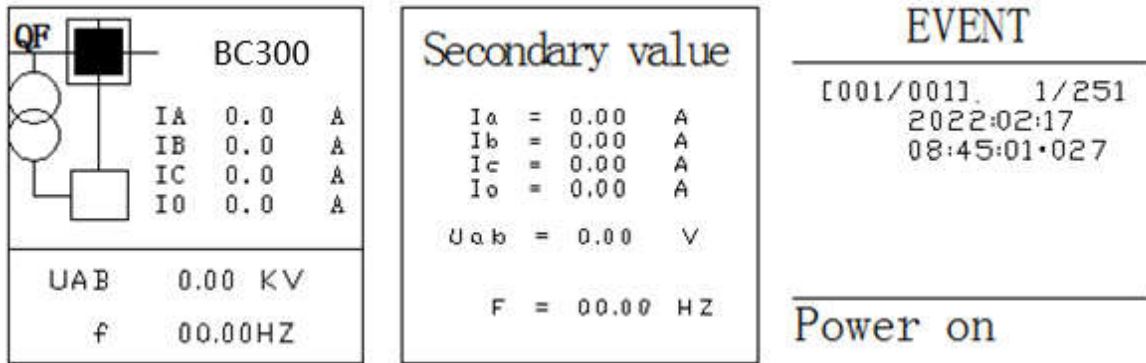 QF
BC300
IA 0.0 A
IB 0.0 A
IC 0.0 A
I0 0.0 A
UAB 0.00 KV
f 00.00HZ
Secondary value
Ia = 0.00 A
Ib = 0.00 A
Ic = 0.00 A
Io = 0.00 A
Uab = 0.00 V
F = 00.00 HZ
EVENT
[001/001]. 1/251
2022:02:17
08:45:01•027
Power on